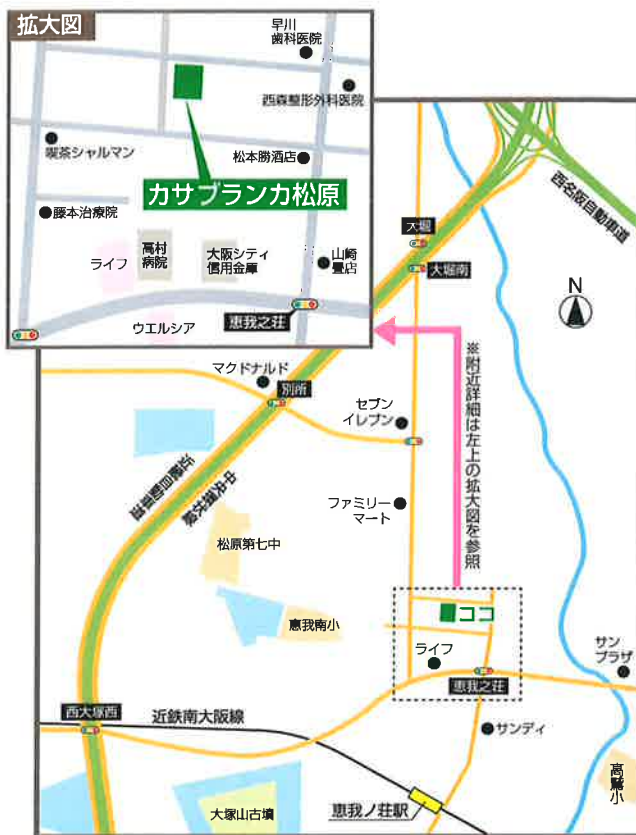 拡大図
早川
歯科医院
西森整形外科医院
喫茶シャルマン
松本勝酒店
カサブランカ松原
藤本治療院
ライフ
高村
病院
大阪シティ
信用金庫
山崎
畳店
恵我之荘
ウエルシア
西名阪自動車道
大堀
大堀南
N
マクドナルド
別所
セブン
イレブン
※附近詳細は左上の拡大図を参照
近畿自動車道
中央環状線
ファミリー
マート
松原第七中
恵我南小
ココ
ライフ
恵我之荘
サン
プラザ
西大塚西
近鉄南大阪線
サンディ
大塚山古墳
恵我ノ荘駅
高鷲小